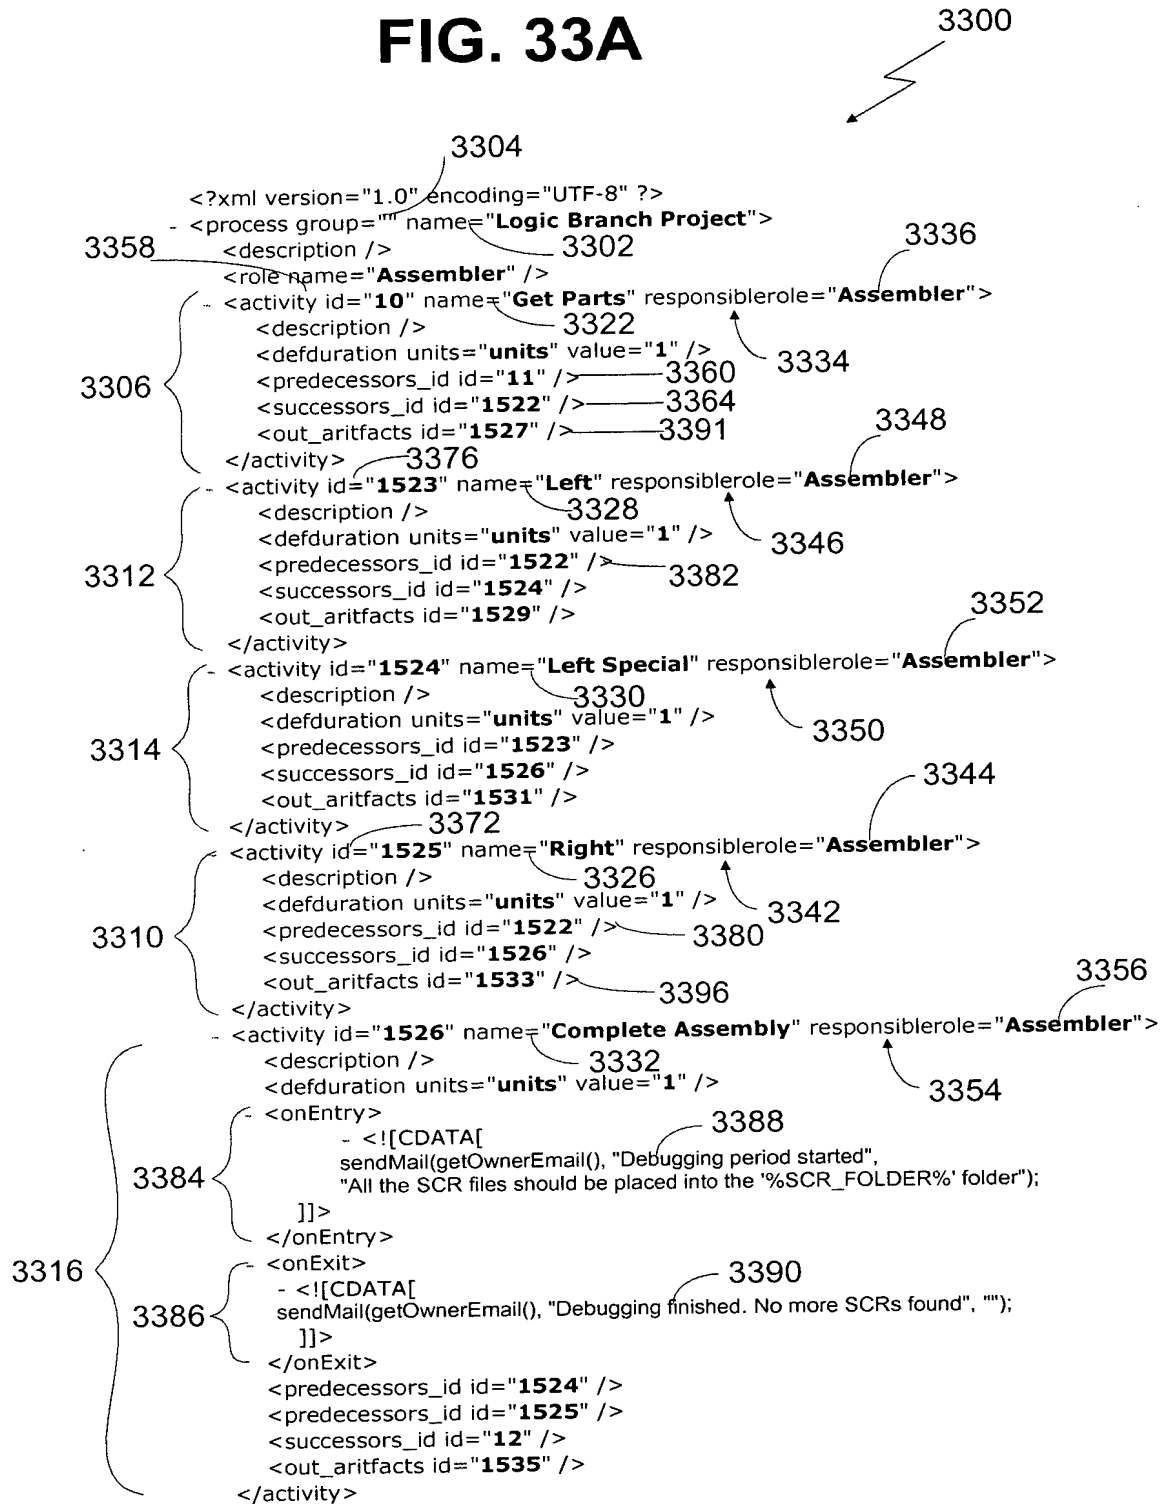 FIG. 33A
3300
3304
<?xml version="1.0" encoding="UTF-8" ?>
- <process group="" name="Logic Branch Project">
3358 <description /> 3302 3336
<role name="Assembler" />
- <activity id="10" name="Get Parts" responsiblerole="Assembler">
<description /> 3322
<defduration units="units" value="1" /> 3334
3306 <predecessors_id id="11" /> 3360
<successors_id id="1522" /> 3364
<out_aritfacts id="1527" /> 3391 3348
</activity> 3376
- <activity id="1523" name="Left" responsiblerole="Assembler">
<description /> 3328
<defduration units="units" value="1" /> 3346
3312 <predecessors_id id="1522" /> 3382
<successors_id id="1524" />
<out_aritfacts id="1529" /> 3352
</activity>
- <activity id="1524" name="Left Special" responsiblerole="Assembler">
<description /> 3330
<defduration units="units" value="1" /> 3350
3314 <predecessors_id id="1523" />
<successors_id id="1526" /> 3344
<out_aritfacts id="1531" />
</activity> 3372
- <activity id="1525" name="Right" responsiblerole="Assembler">
<description /> 3326
<defduration units="units" value="1" /> 3342
3310 <predecessors_id id="1522" /> 3380
<successors_id id="1526" />
<out_aritfacts id="1533" /> 3396 3356
</activity>
- <activity id="1526" name="Complete Assembly" responsiblerole="Assembler">
<description /> 3332
<defduration units="units" value="1" /> 3354
- <onEntry>
- <![CDATA[ 3388
3384 sendMail(getOwnerEmail(), "Debugging period started",
"All the SCR files should be placed into the '%SCR_FOLDER%' folder");
]]>
</onEntry>
3316 - <onExit>
- <![CDATA[ 3390
3386 sendMail(getOwnerEmail(), "Debugging finished. No more SCRs found", "");
]]>
</onExit>
<predecessors_id id="1524" />
<predecessors_id id="1525" />
<successors_id id="12" />
<out_aritfacts id="1535" />
</activity>